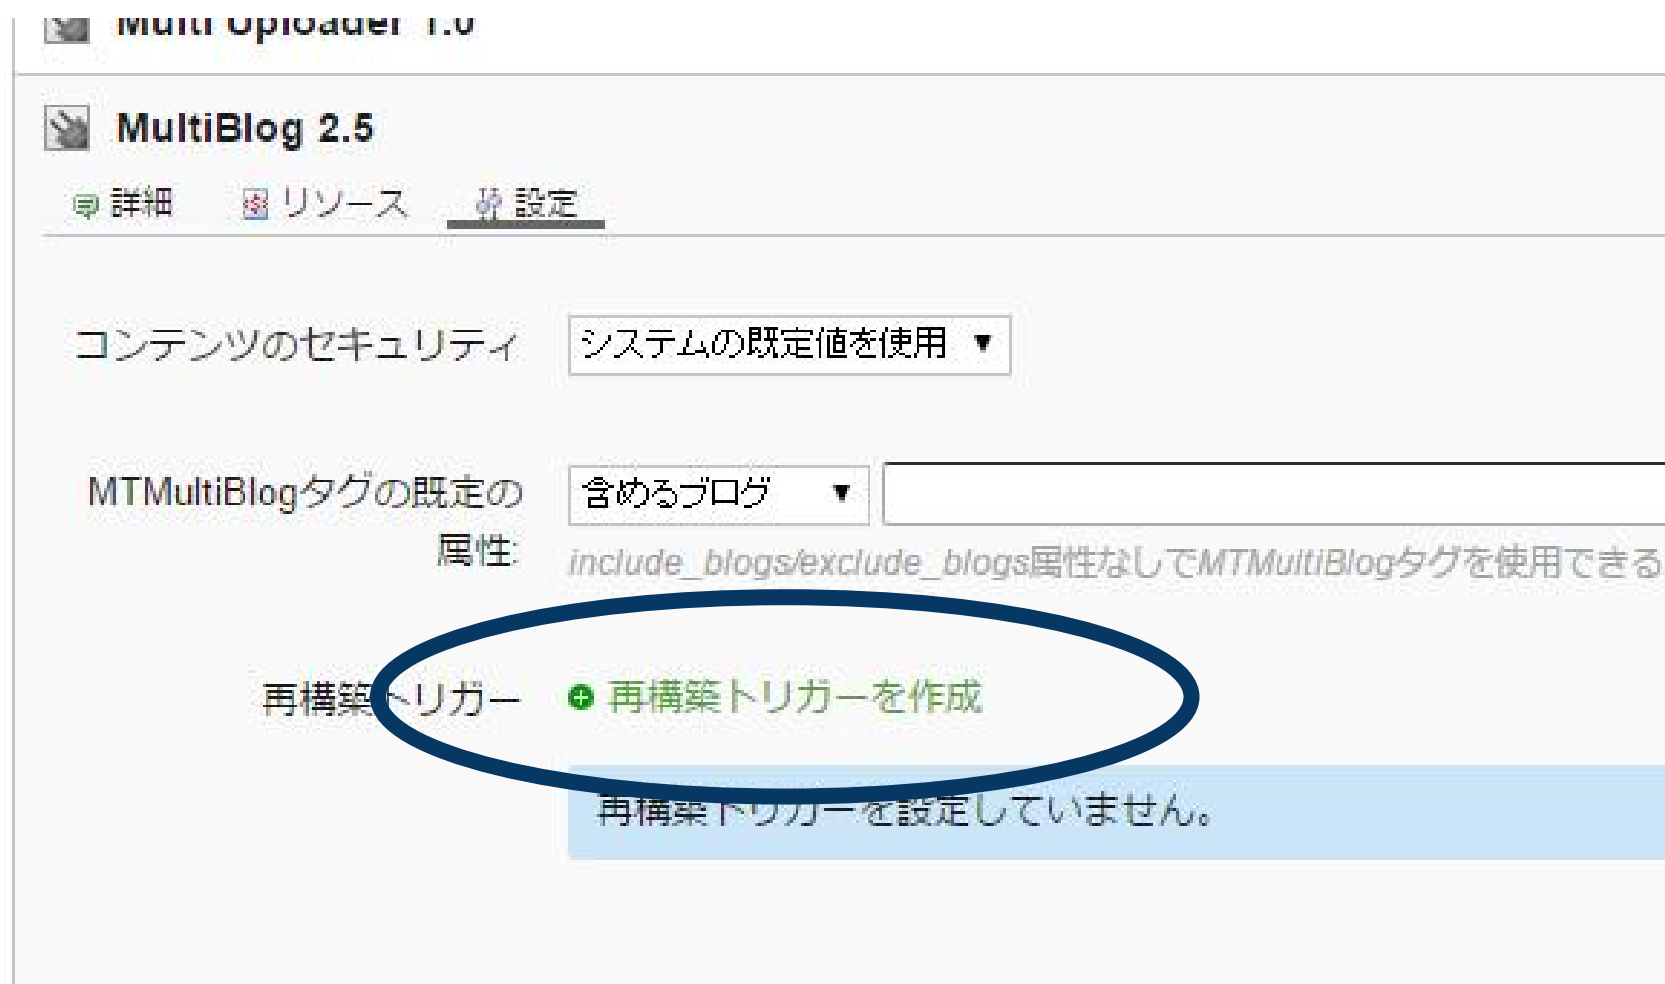 Multi Uploader 1.0
MultiBlog 2.5
詳細 リソース 設定
コンテンツのセキュリティ システムの既定値を使用 ▼
MTMultiBlogタグの既定の 含めるブログ ▼
属性:
include_blogs/exclude_blogs属性なしでMTMultiBlogタグを使用できる
再構築トリガー 再構築トリガーを作成
再構築トリガーを設定していません。